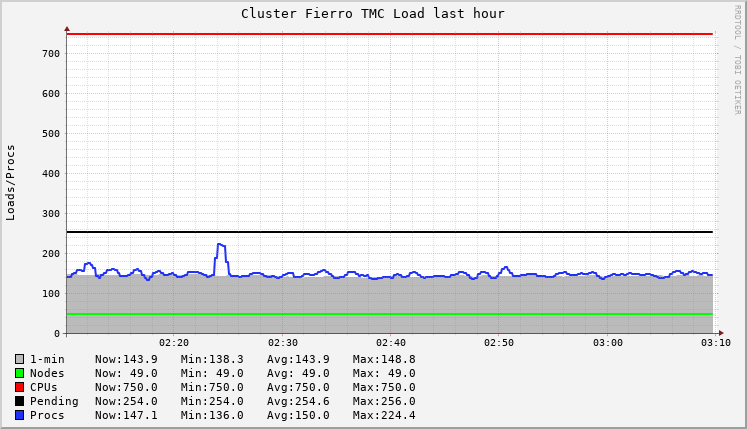 Cluster Fierro TMC Load last hour
RRDTOOL / TOBI OETIKER
Loads/Procs
700
600
500
400
300
200
100
0
02:20 02:30 02:40 02:50 03:00 03:10
1-min Now:143.9 Min:138.3 Avg:143.9 Max:148.8
Nodes Now: 49.0 Min: 49.0 Avg: 49.0 Max: 49.0
CPUs Now:750.0 Min:750.0 Avg:750.0 Max:750.0
Pending Now:254.0 Min:254.0 Avg:254.6 Max:256.0
Procs Now:147.1 Min:136.0 Avg:150.0 Max:224.4